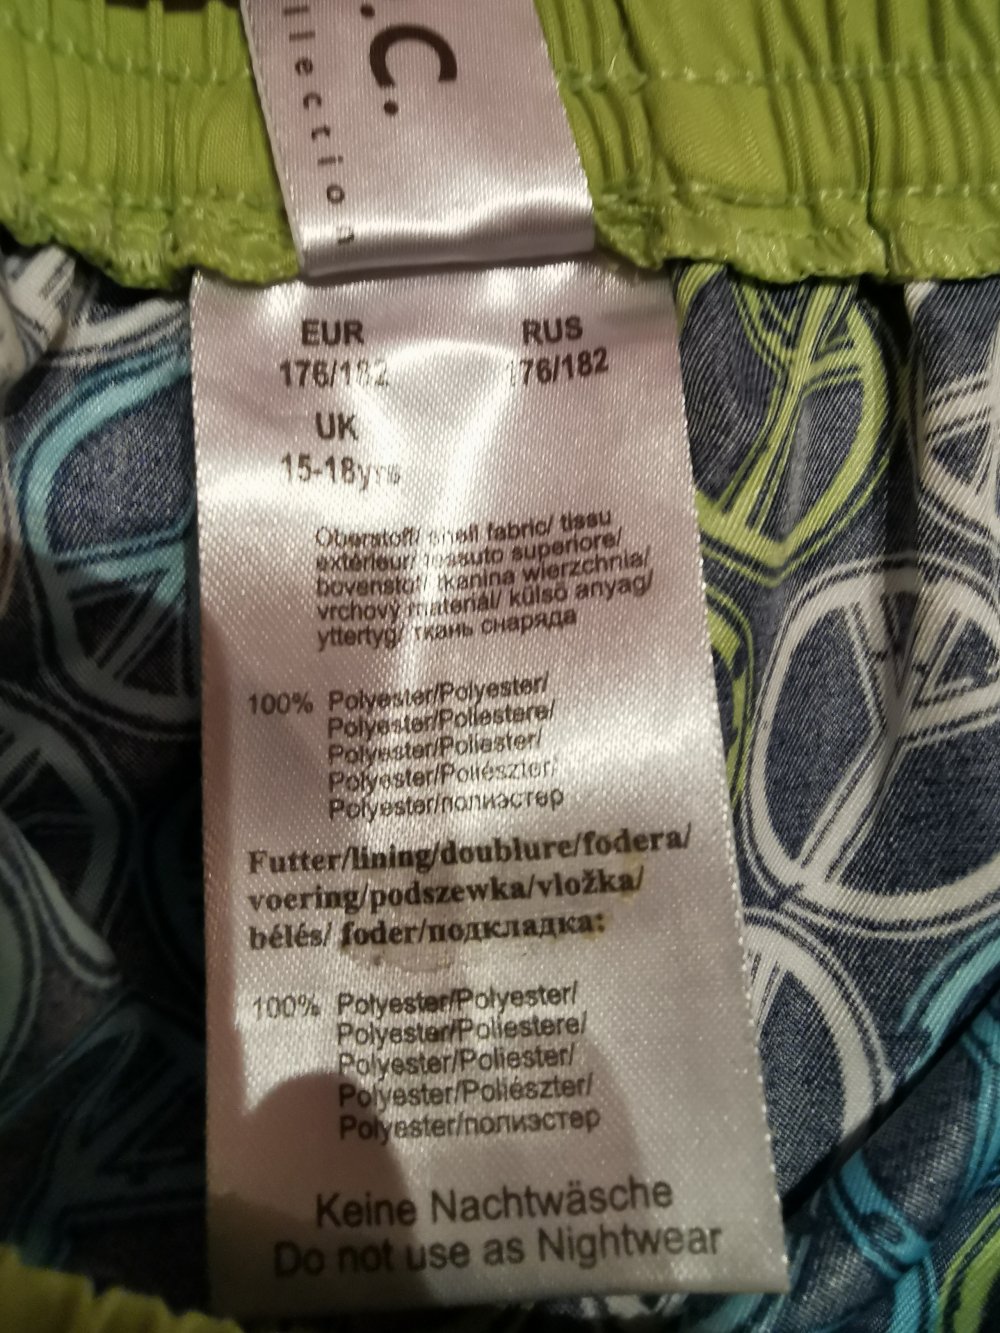 .C.
llection
EUR RUS
176/182 176/182
UK
15-18yrs
Oberstoff/ shell fabric/ tissu
extérieur/ tessuto superiore/
bovenstof/ tkanina wierzchnia/
vrchový materiál/ külső anyag/
yttertyg/ ткань снаряда
100% Polyester/Polyester/
Polyester/Poliestere/
Polyester/Poliester/
Polyester/Poliészter/
Polyester/полиэстер
Futter/lining/doublure/fodera/
voering/podszewka/vložka/
bélés/ foder/подкладка:
100% Polyester/Polyester/
Polyester/Poliestere/
Polyester/Poliester/
Polyester/Poliészter/
Polyester/полиэстер
Keine Nachtwäsche
Do not use as Nightwear